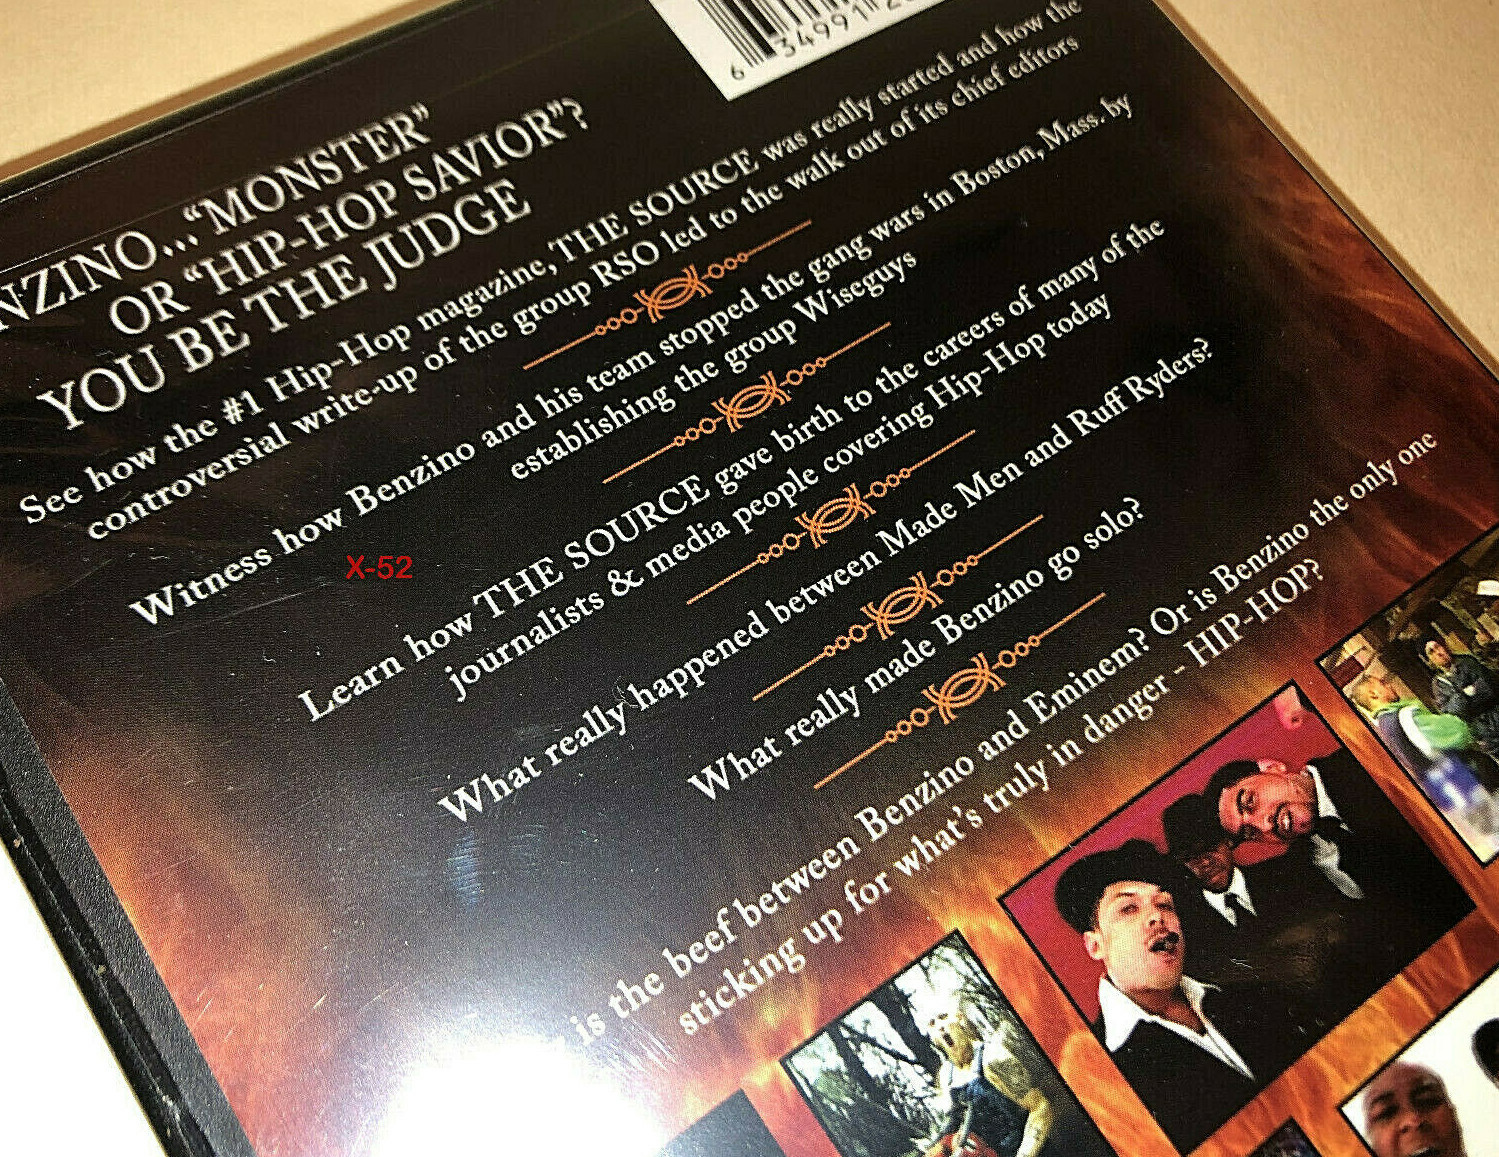 6 34991 2
NZINO... “MONSTER”
OR “HIP-HOP SAVIOR”?
YOU BE THE JUDGE
See how the #1 Hip-Hop magazine, THE SOURCE was really started and how the
controversial write-up of the group RSO led to the walk out of its chief editors
Witness how Benzino and his team stopped the gang wars in Boston, Mass. by
establishing the group Wiseguys
X-52
Learn how THE SOURCE gave birth to the careers of many of the
journalists & media people covering Hip-Hop today
What really happened between Made Men and Ruff Ryders?
What really made Benzino go solo?
is the beef between Benzino and Eminem? Or is Benzino the only one
sticking up for what's truly in danger - HIP-HOP?